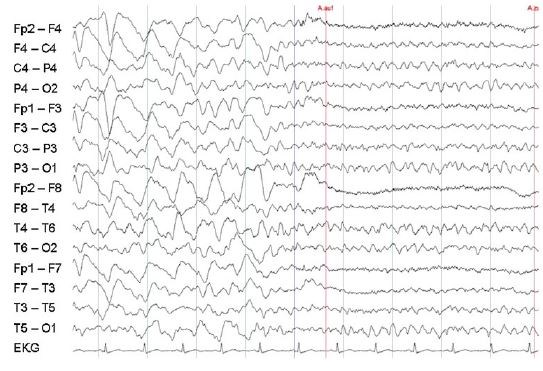 A.auf
Fp2 – F4
F4 – C4
C4 – P4
P4 – O2
Fp1 – F3
F3 – C3
C3 – P3
P3 – O1
Fp2 – F8
F8 – T4
T4 – T6
T6 – O2
Fp1 – F7
F7 – T3
T3 – T5
T5 – O1
EKG